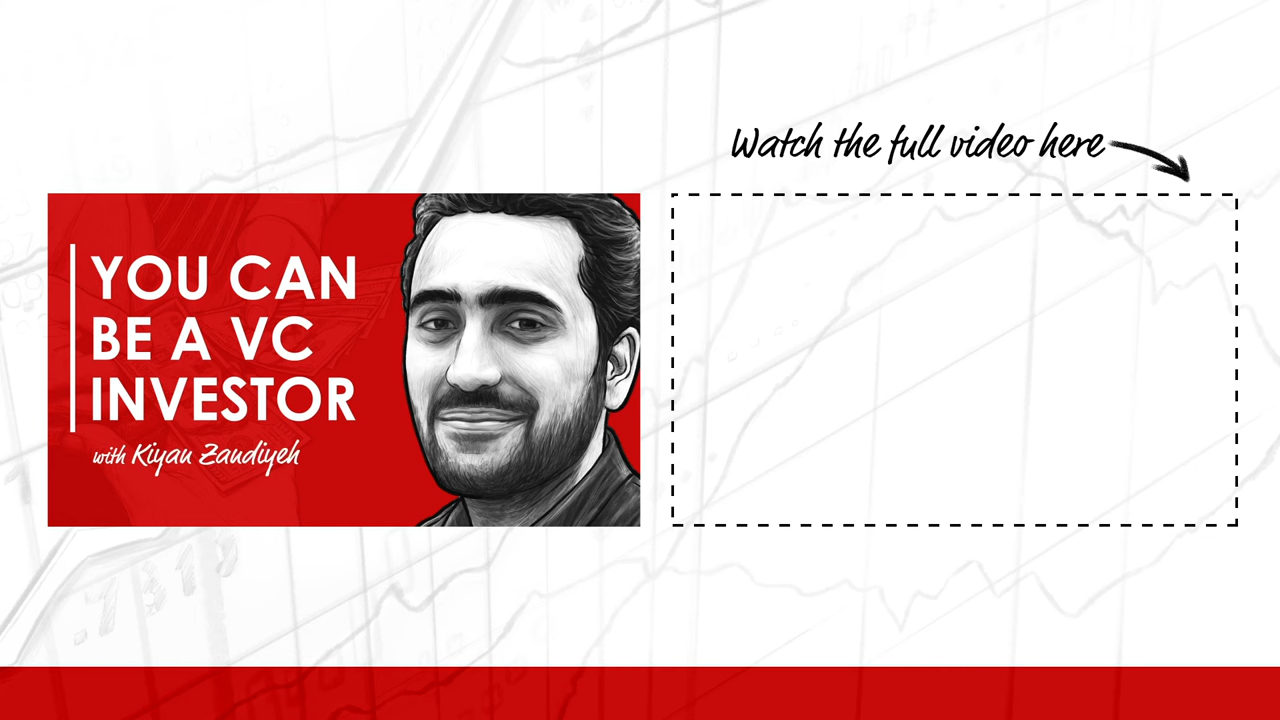 Watch the full video here
YOU CAN
BE A VC
INVESTOR
with Kiyan Zandiyeh